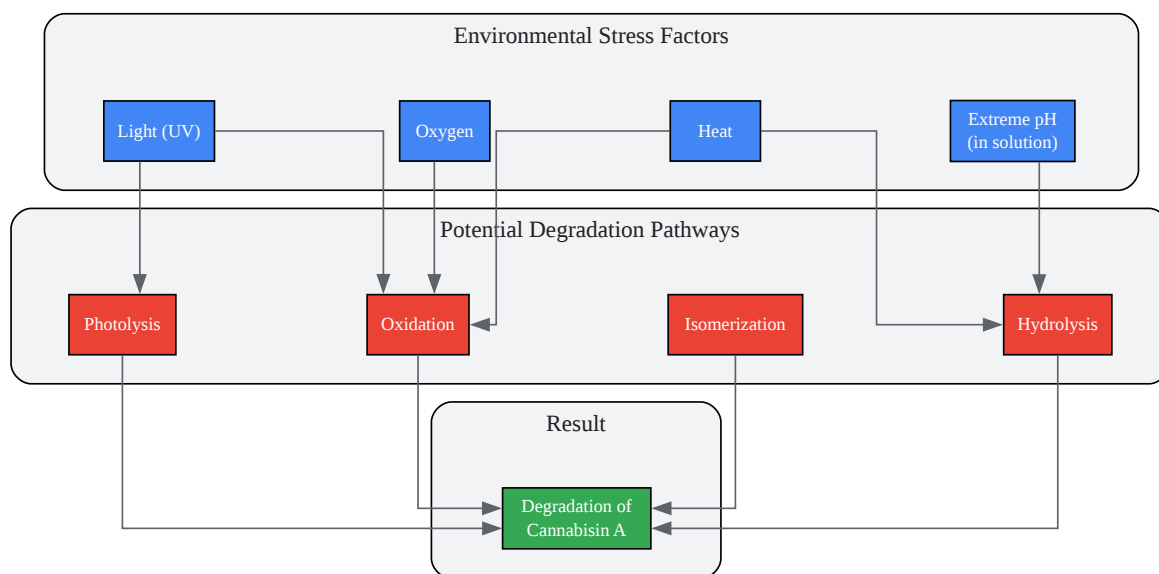 Environmental Stress Factors
Light (UV)
Oxygen
Heat
Extreme pH
(in solution)
Potential Degradation Pathways
Photolysis
Oxidation
Isomerization
Hydrolysis
Result
Degradation of
Cannabisin A